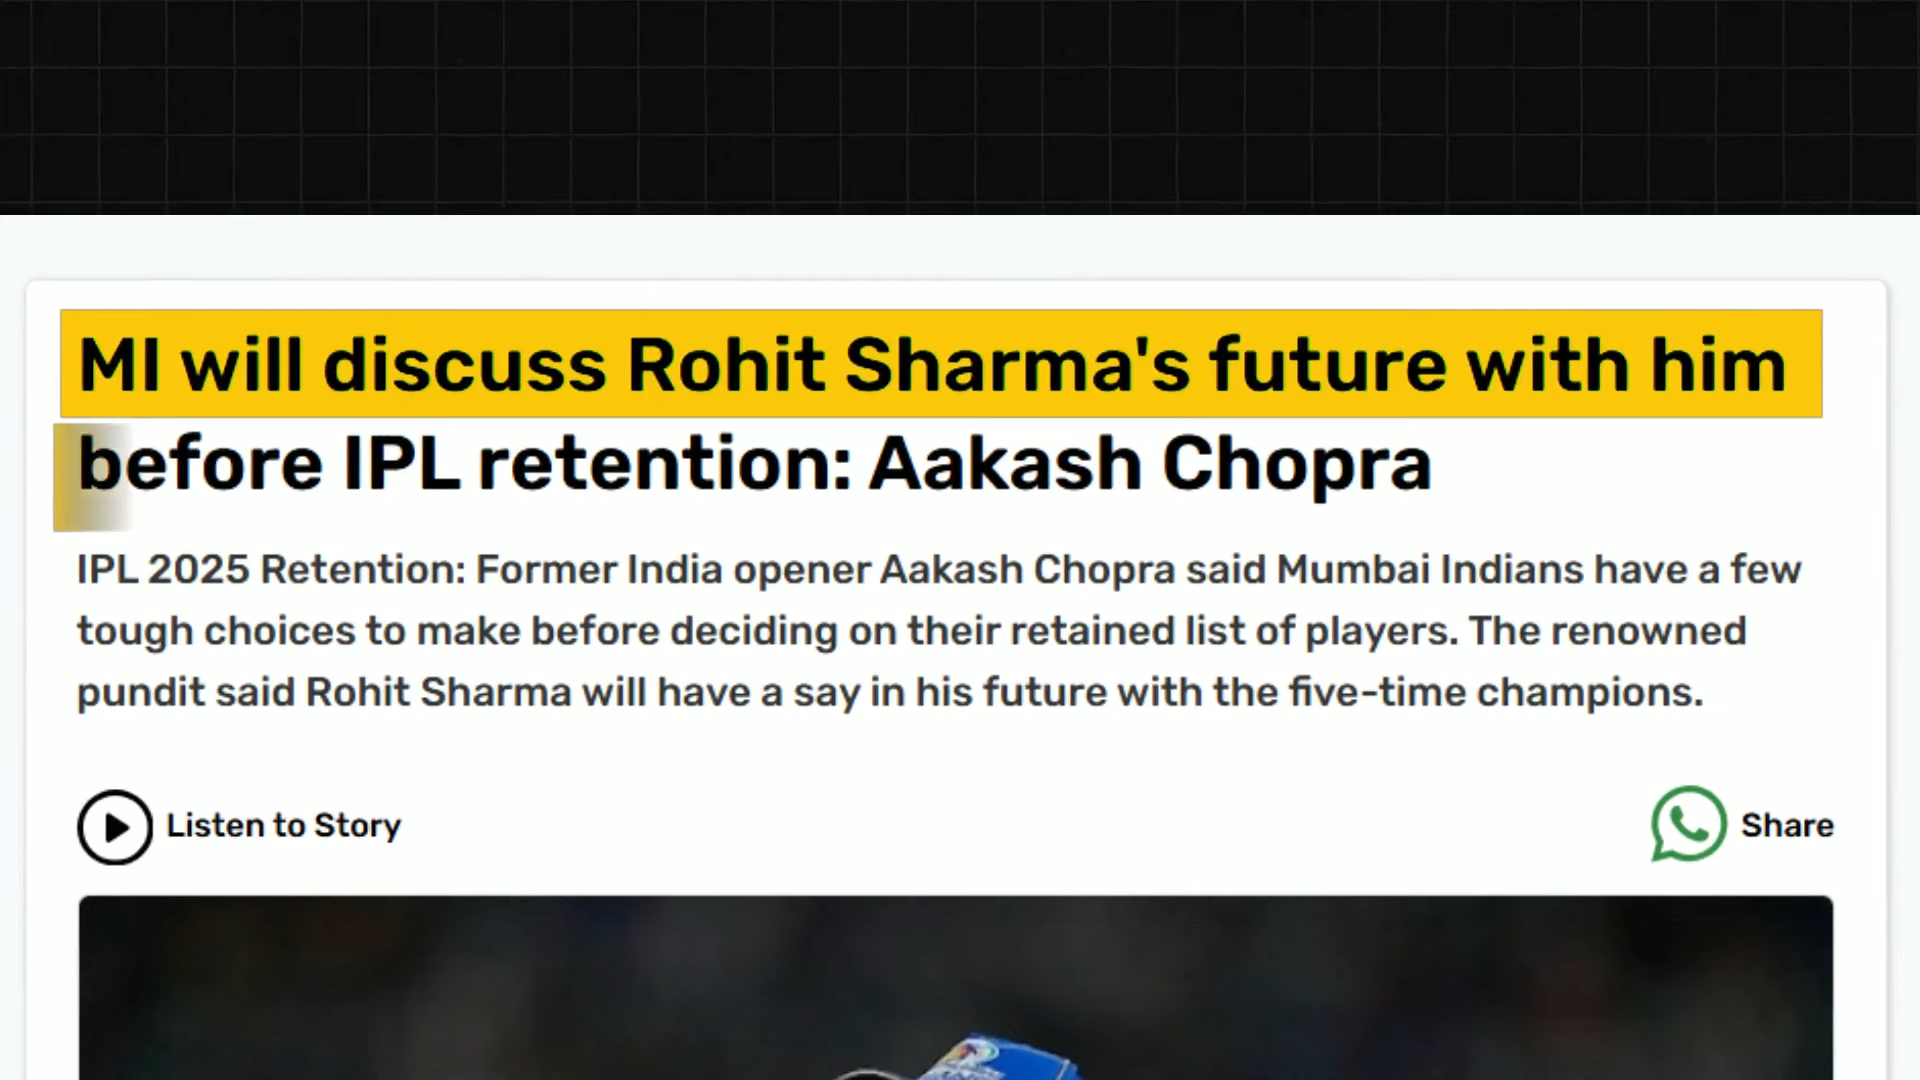 MI will discuss Rohit Sharma's future with him
before IPL retention: Aakash Chopra
IPL 2025 Retention: Former India opener Aakash Chopra said Mumbai Indians have a few
tough choices to make before deciding on their retained list of players. The renowned
pundit said Rohit Sharma will have a say in his future with the five-time champions.
Listen to Story
Share